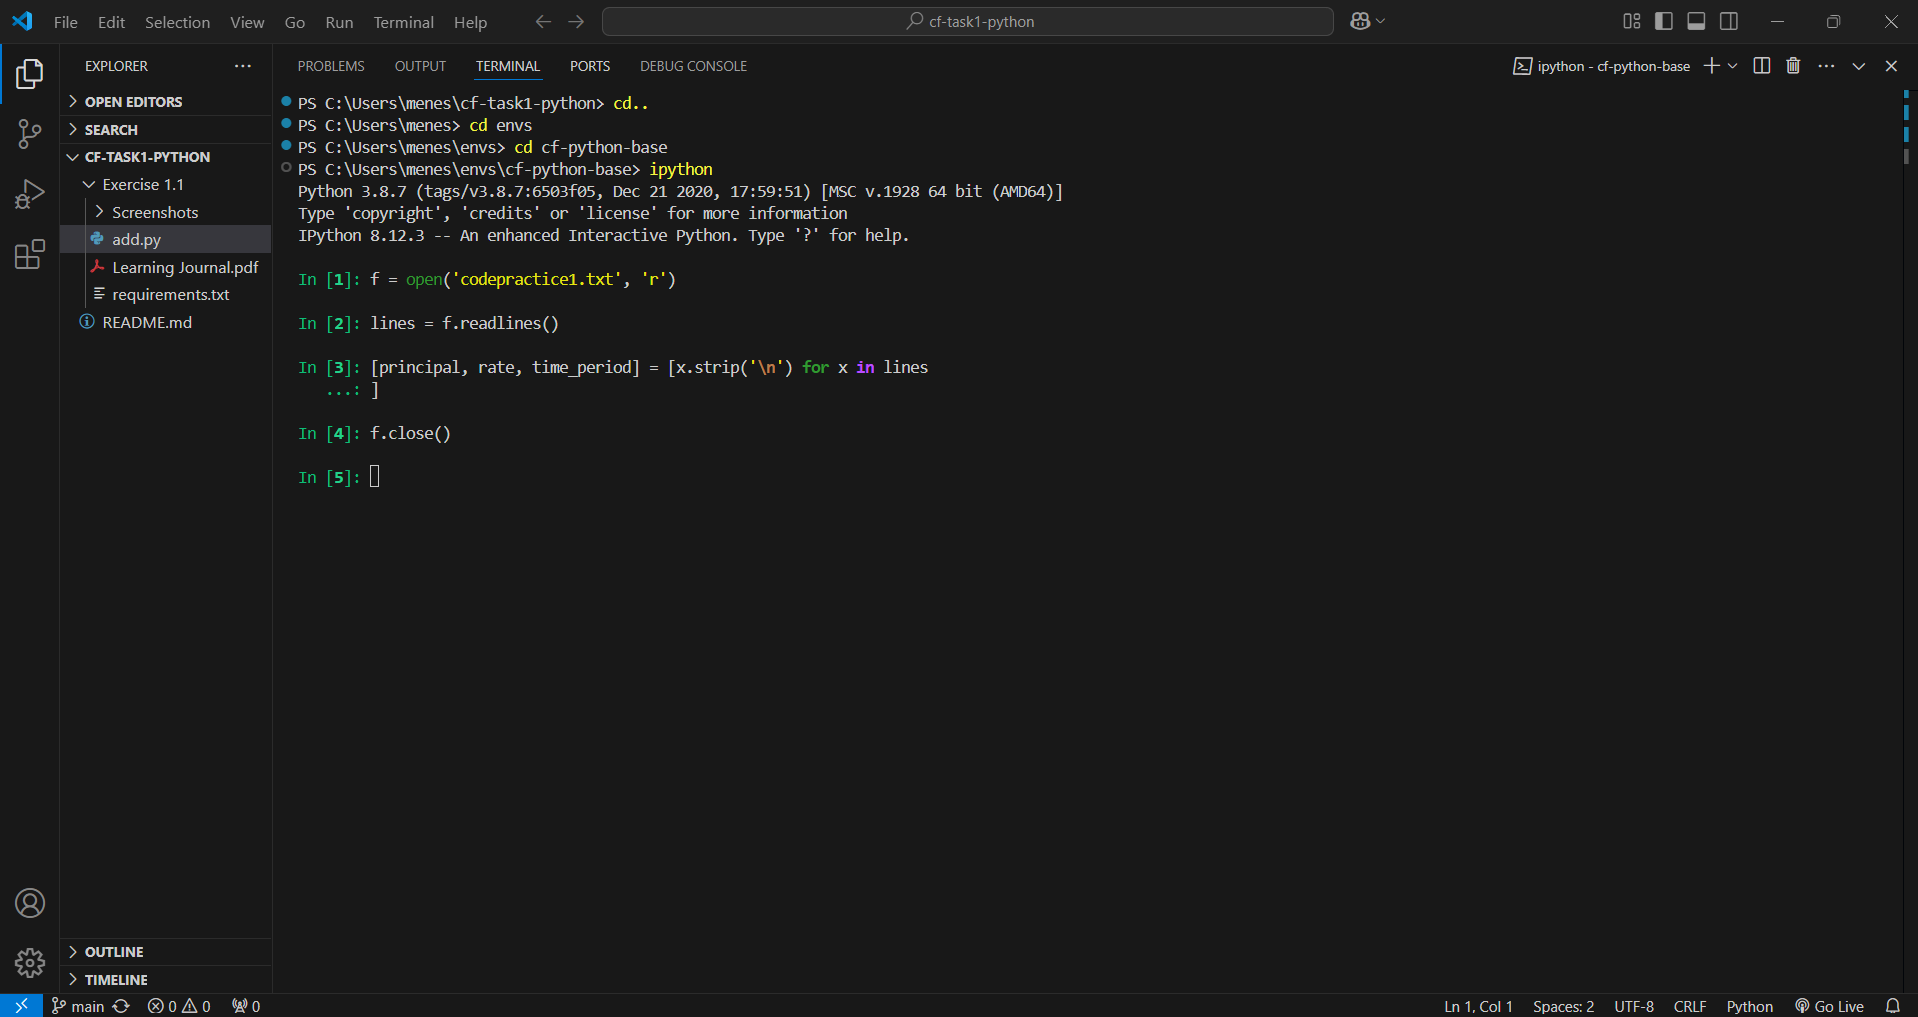 File Edit Selection View Go Run Terminal Help
cf-task1-python
EXPLORER
OPEN EDITORS
SEARCH
CF-TASK1-PYTHON
Exercise 1.1
Screenshots
add.py
Learning Journal.pdf
requirements.txt
README.md
OUTLINE
TIMELINE
PROBLEMS OUTPUT TERMINAL PORTS DEBUG CONSOLE
ipython - cf-python-base
PS C:\Users\menes\cf-task1-python> cd..
PS C:\Users\menes> cd envs
PS C:\Users\menes\envs> cd cf-python-base
PS C:\Users\menes\envs\cf-python-base> ipython
Python 3.8.7 (tags/v3.8.7:6503f05, Dec 21 2020, 17:59:51) [MSC v.1928 64 bit (AMD64)]
Type 'copyright', 'credits' or 'license' for more information
IPython 8.12.3 -- An enhanced Interactive Python. Type '?' for help.
In [1]: f = open('codepractice1.txt', 'r')
In [2]: lines = f.readlines()
In [3]: [principal, rate, time_period] = [x.strip('\n') for x in lines
...: ]
In [4]: f.close()
In [5]:
main 0 0 0
Ln 1, Col 1 Spaces: 2 UTF-8 CRLF Python Go Live